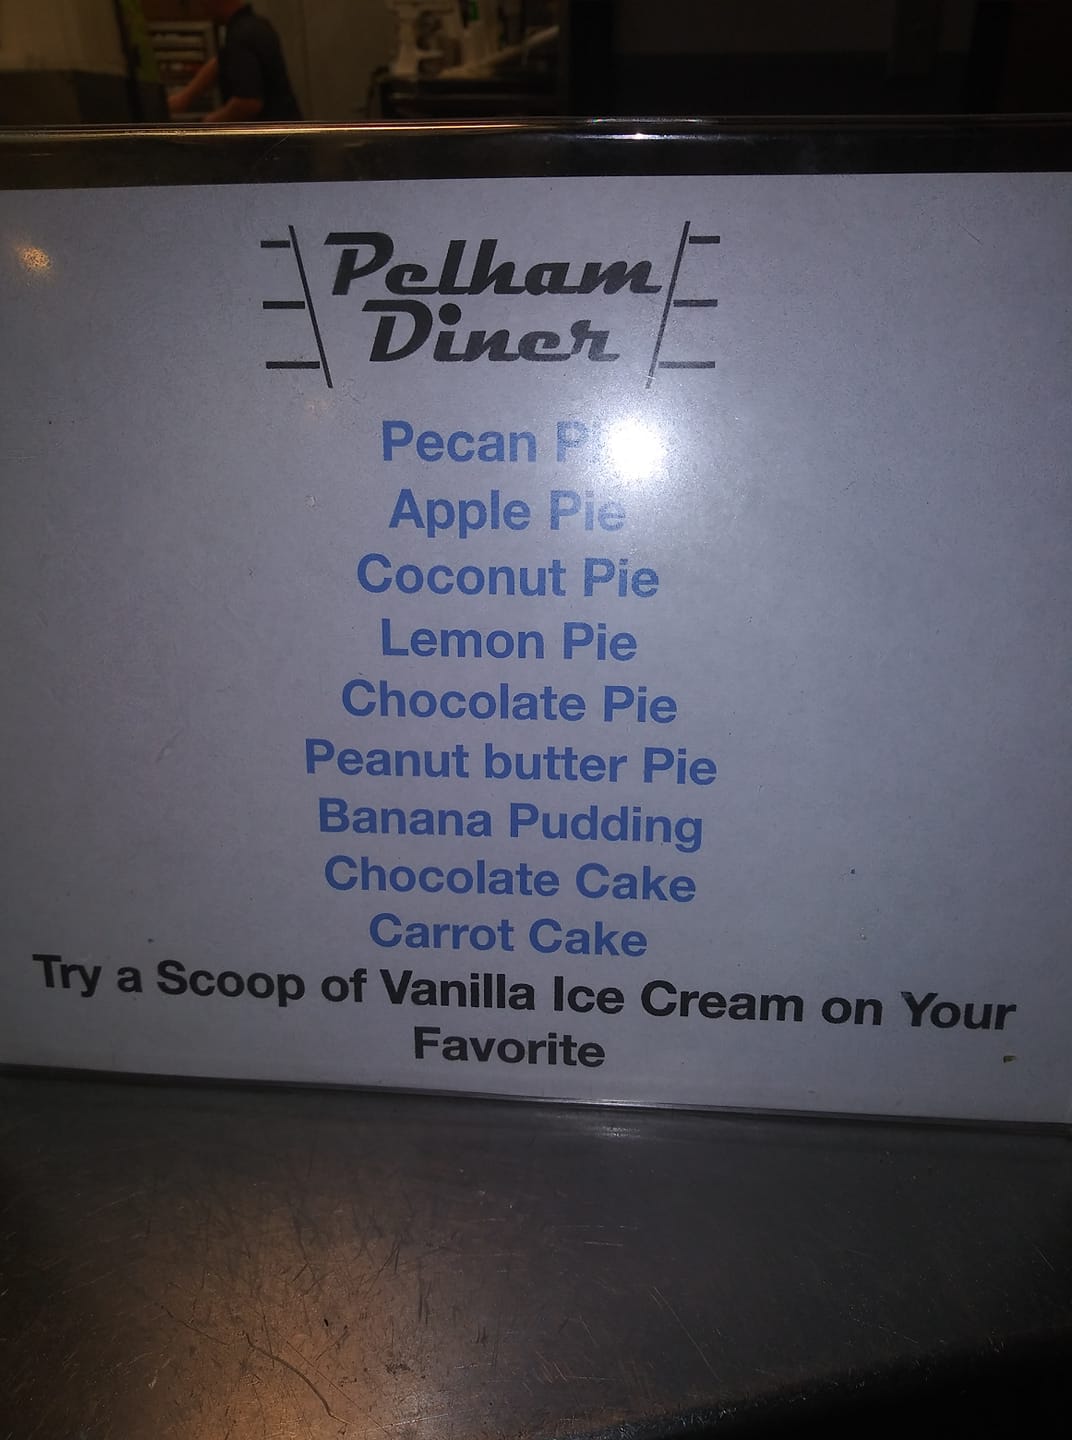 Pelham
Diner
Pecan
Apple Pie
Coconut Pie
Lemon Pie
Chocolate Pie
Peanut butter Pie
Banana Pudding
Chocolate Cake
Carrot Cake
Try a Scoop of Vanilla Ice Cream on Your
Favorite